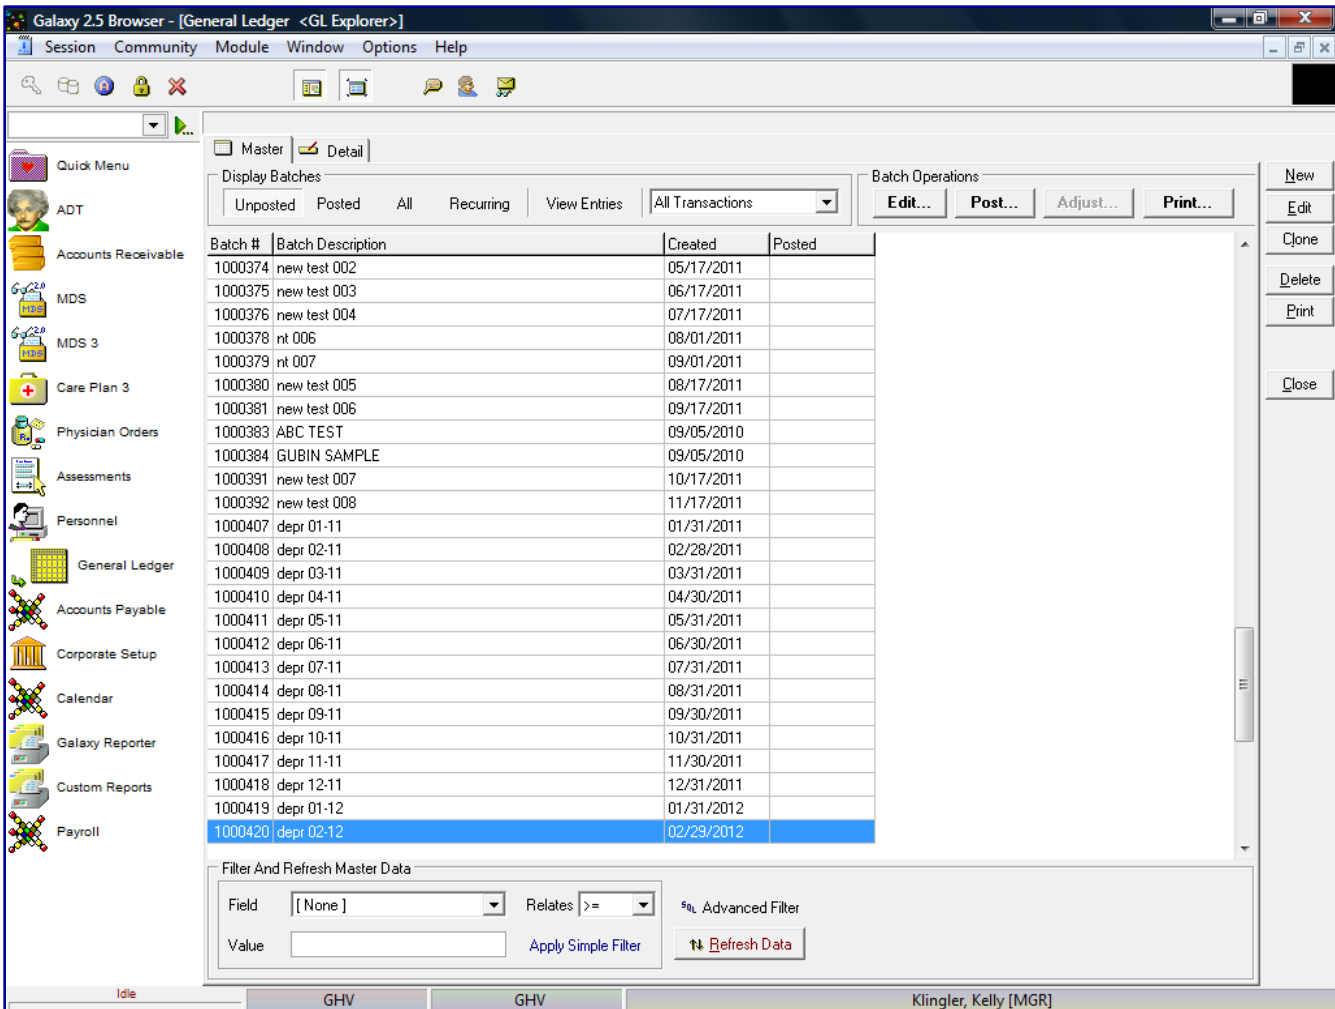 Galaxy 2.5 Browser - [General Ledger <GL Explorer>]
Session Community Module Window Options Help
Master Detail
Display Batches
Unposted Posted All Recurring View Entries All Transactions
Batch Operations
Edit... Post... Adjust... Print...
New
Edit
Clone
Delete
Print
Close
Quick Menu
ADT
Accounts Receivable
MDS
MDS 3
Care Plan 3
Physician Orders
Assessments
Personnel
General Ledger
Accounts Payable
Corporate Setup
Calendar
Galaxy Reporter
Custom Reports
Payroll
Batch # Batch Description Created Posted
1000374 new test 002 05/17/2011
1000375 new test 003 06/17/2011
1000376 new test 004 07/17/2011
1000378 nt 006 08/01/2011
1000379 nt 007 09/01/2011
1000380 new test 005 08/17/2011
1000381 new test 006 09/17/2011
1000383 ABC TEST 09/05/2010
1000384 GUBIN SAMPLE 09/05/2010
1000391 new test 007 10/17/2011
1000392 new test 008 11/17/2011
1000407 depr 01-11 01/31/2011
1000408 depr 02-11 02/28/2011
1000409 depr 03-11 03/31/2011
1000410 depr 04-11 04/30/2011
1000411 depr 05-11 05/31/2011
1000412 depr 06-11 06/30/2011
1000413 depr 07-11 07/31/2011
1000414 depr 08-11 08/31/2011
1000415 depr 09-11 09/30/2011
1000416 depr 10-11 10/31/2011
1000417 depr 11-11 11/30/2011
1000418 depr 12-11 12/31/2011
1000419 depr 01-12 01/31/2012
1000420 depr 02-12 02/29/2012
Filter And Refresh Master Data
Field [ None ] Relates >= SQL Advanced Filter
Value Apply Simple Filter Refresh Data
Idle GHV GHV Klingler, Kelly [MGR]